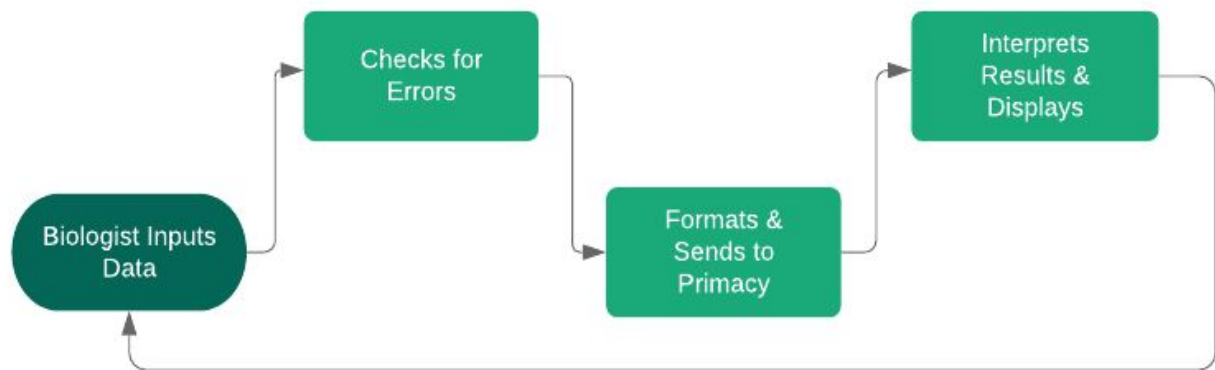 Biologist Inputs
Data
Checks for
Errors
Formats &
Sends to
Primacy
Interprets
Results &
Displays